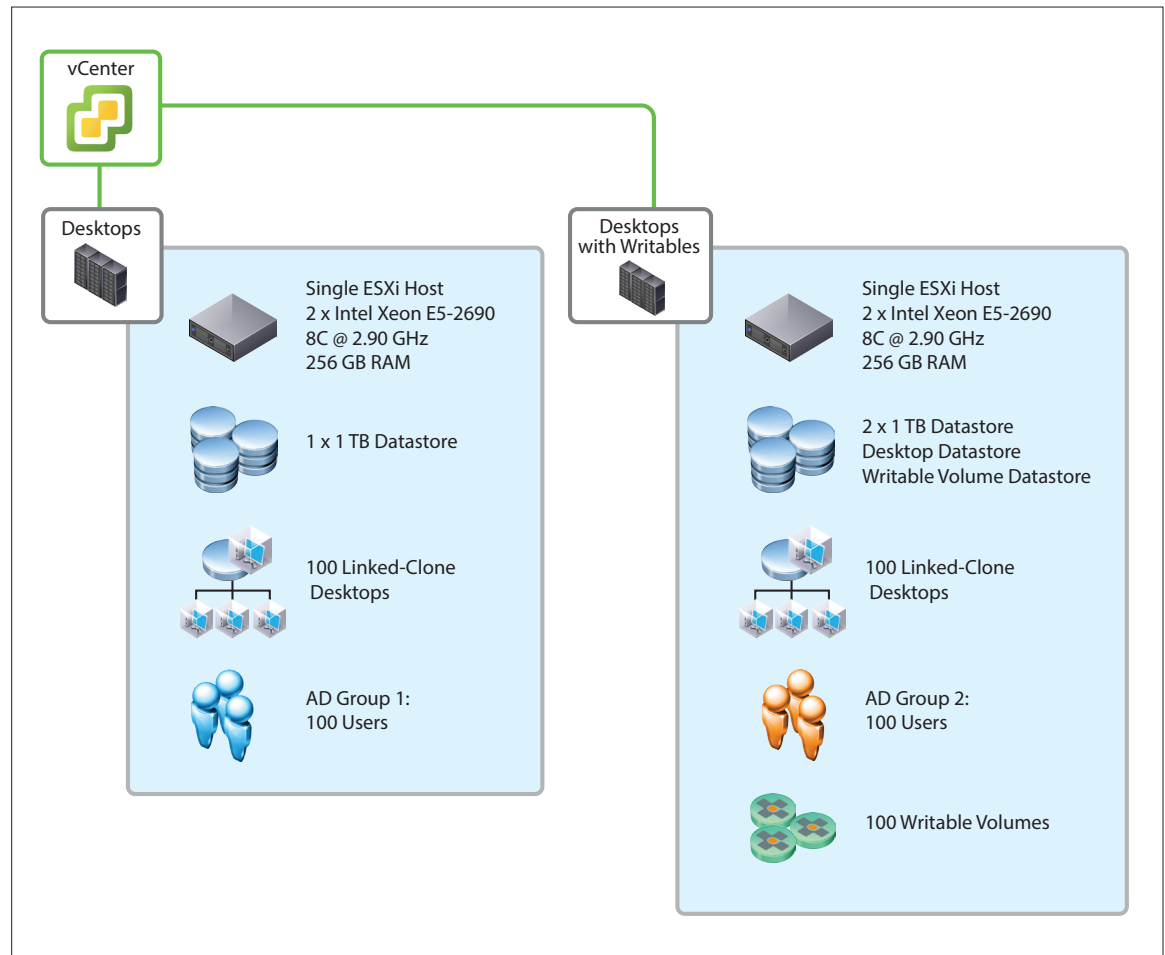 vCenter
Desktops
Single ESXi Host
2 x Intel Xeon E5-2690
8C @ 2.90 GHz
256 GB RAM
1 x 1 TB Datastore
100 Linked-Clone
Desktops
AD Group 1:
100 Users
Desktops
with Writables
Single ESXi Host
2 x Intel Xeon E5-2690
8C @ 2.90 GHz
256 GB RAM
2 x 1 TB Datastore
Desktop Datastore
Writable Volume Datastore
100 Linked-Clone
Desktops
AD Group 2:
100 Users
100 Writable Volumes